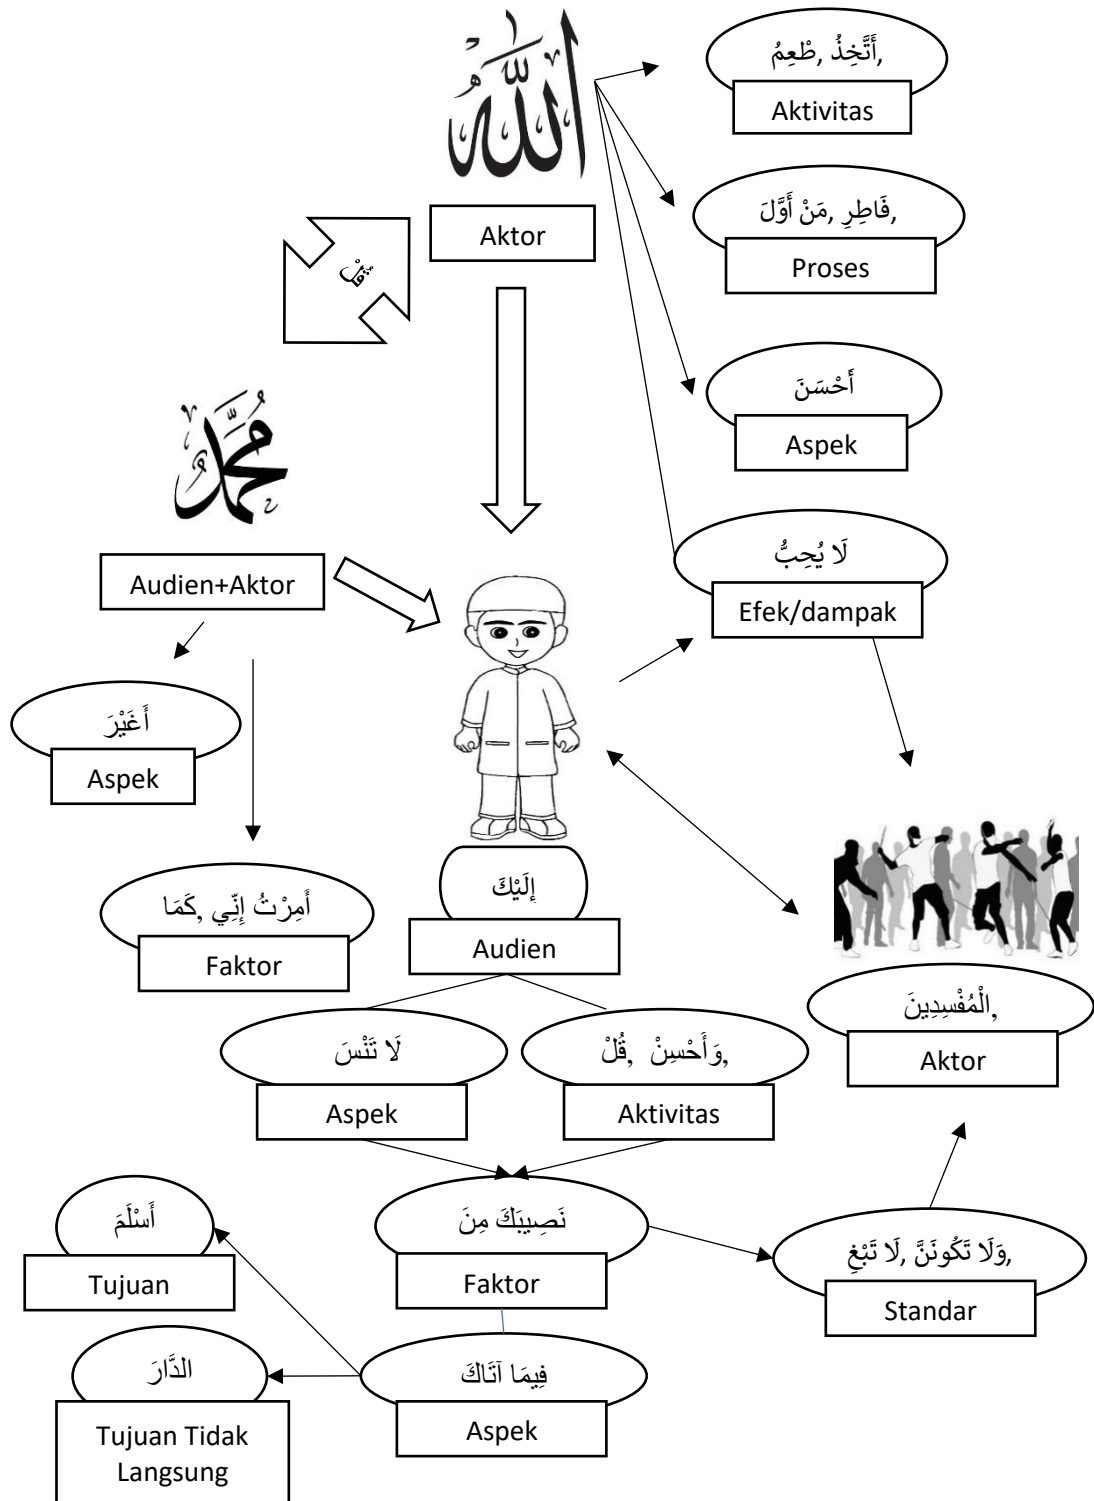 الله
أَتَّخِذُ ,طْعِمُ,
Aktivitas
فَاطِرِ ,مَنْ أَوَّلَ,
Proses
Aktor
قُلْ
أَحْسَنَ
Aspek
محمد
لَا يُحِبُّ
Efek/dampak
Audien+Aktor
أَغَيْرَ
Aspek
أَمِرْتُ إِنِّي ,كَمَا
Faktor
إِلَيْكَ
Audien
الْمُفْسِدِينَ,
Aktor
لَا تَنْسَ
Aspek
وَأَحْسِنْ ,قُلْ,
Aktivitas
أَسْلَمَ
Tujuan
نَصِيبَكَ مِنَ
Faktor
وَلَا تَكُونَنَّ ,لَا تَبْغِ,
Standar
الدَّارَ
Tujuan Tidak
Langsung
فِيمَا آتَاكَ
Aspek